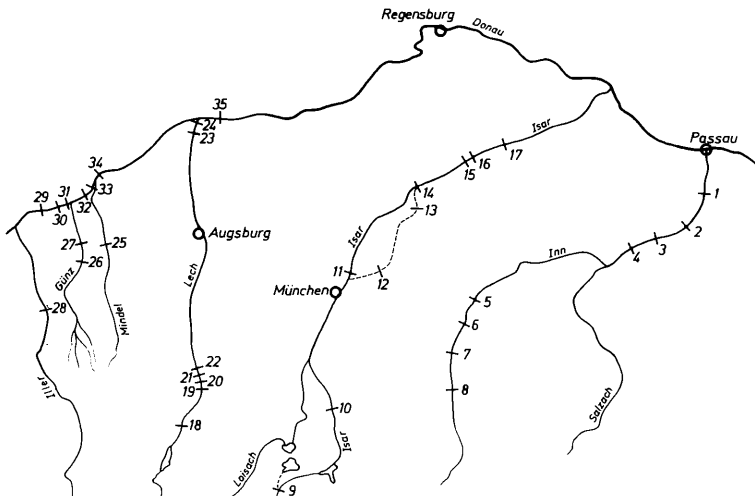 Regensburg
Donau
35
24
23
Isar
17
16
15
Passau
34
33
14
1
29
31
30
32
13
2
27
25
Augsburg
Isar
3
4
26
Günz
Lech
11
12
Inn
München
28
Mindel
5
6
7
22
21
20
19
8
Iller
10
18
Salzach
Loisach
Isar
9